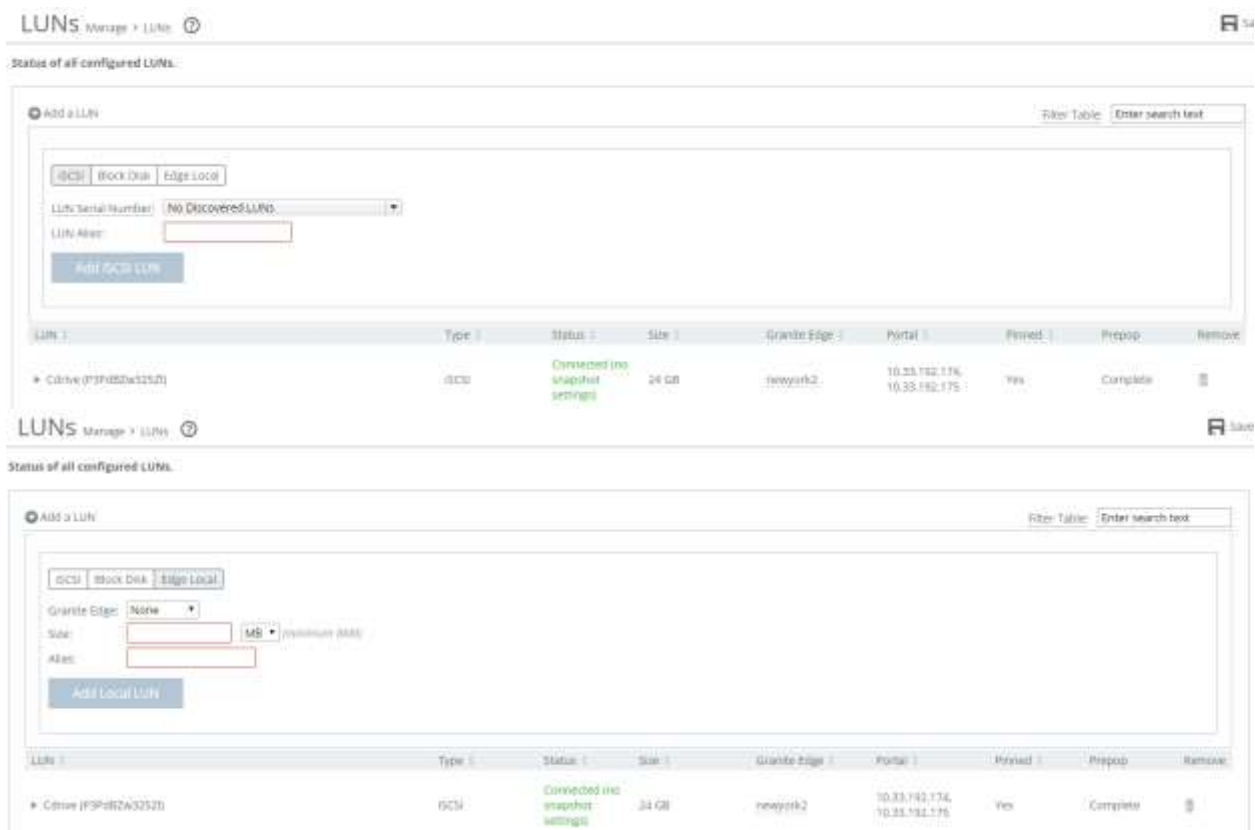 LUNs Manage > LUNs
Status of all configured LUNs.
Add a LUN
Filter Table: Enter search text
iSCSI Block Disk Edge Local
LUN Serial Number: No Discovered LUNs
LUN Alias:
Add iSCSI LUN
LUN Type Status Size Granite Edge Portal Pinned Prepop Remove
Cdrive iSCSI Connected (no snapshot settings) 24 GB newyork2 10.33.192.174, 10.33.192.175 Yes Complete
LUNs Manage > LUNs
Save
Status of all configured LUNs.
Add a LUN
Filter Table: Enter search text
iSCSI Block Disk Edge Local
Granite Edge: None
Size: MB
Alias:
Add Local LUN
LUN Type Status Size Granite Edge Portal Pinned Prepop Remove
Cdrive iSCSI Connected (no snapshot settings) 24 GB newyork2 10.33.192.174, 10.33.192.175 Yes Complete